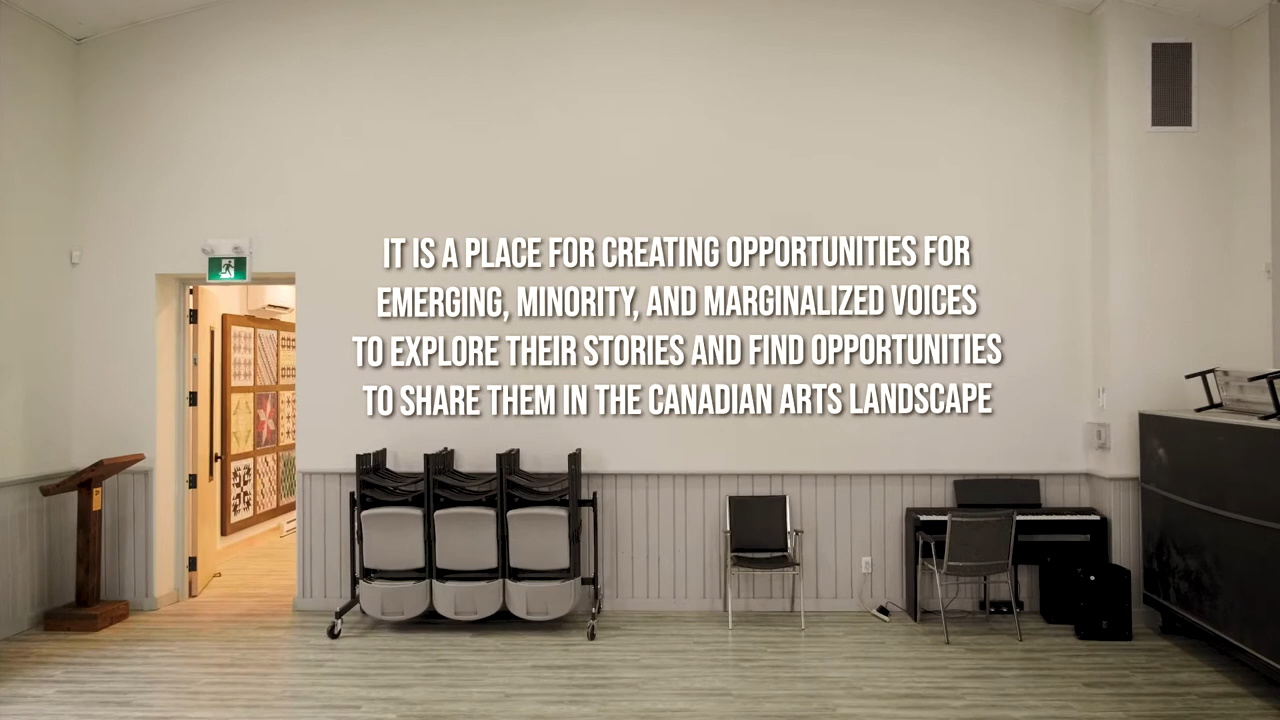 IT IS A PLACE FOR CREATING OPPORTUNITIES FOR
EMERGING, MINORITY, AND MARGINALIZED VOICES
TO EXPLORE THEIR STORIES AND FIND OPPORTUNITIES
TO SHARE THEM IN THE CANADIAN ARTS LANDSCAPE